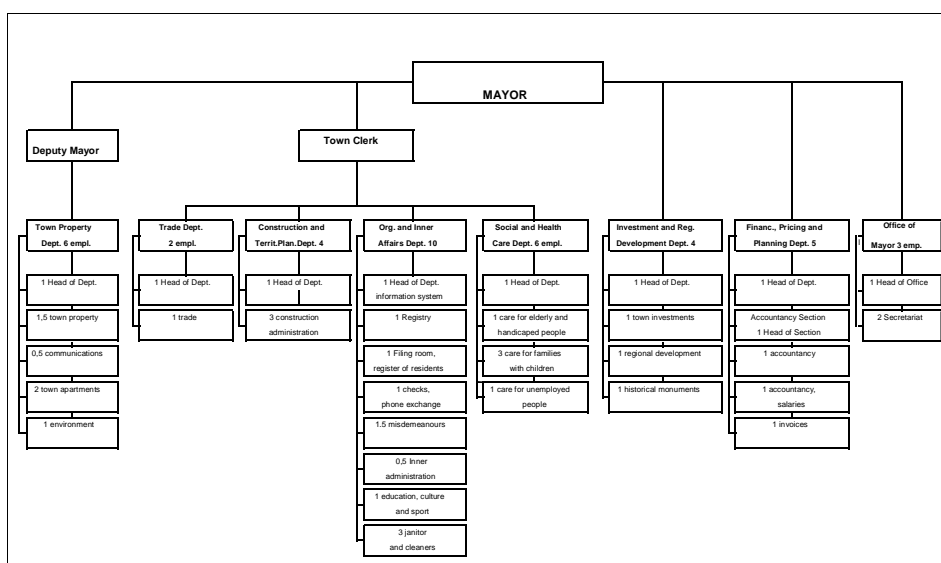 MAYOR
Deputy Mayor
Town Clerk
Town Property
Dept. 6 empl.
1 Head of Dept.
1,5 town property
0,5 communications
2 town apartments
1 environment
Trade Dept.
2 empl.
1 Head of Dept.
1 trade
Construction and
Territ.Plan.Dept. 4
1 Head of Dept.
3 construction
administration
Org. and Inner
Affairs Dept. 10
1 Head of Dept.
information system
1 Registry
1 Filing room,
register of residents
1 checks,
phone exchange
1.5 misdemeanours
0,5 Inner
administration
1 education, culture
and sport
3 janitor
and cleaners
Social and Health
Care Dept. 6 empl.
1 Head of Dept.
1 care for elderly and
handicaped people
3 care for families
with children
1 care for unemployed
people
Investment and Reg.
Development Dept. 4
1 Head of Dept.
1 town investments
1 regional development
1 historical monuments
Financ., Pricing and
Planning Dept. 5
1 Head of Dept.
Accountancy Section
1 Head of Section
1 accountancy
1 accountancy,
salaries
1 invoices
Office of
Mayor 3 emp.
1 Head of Office
2 Secretariat